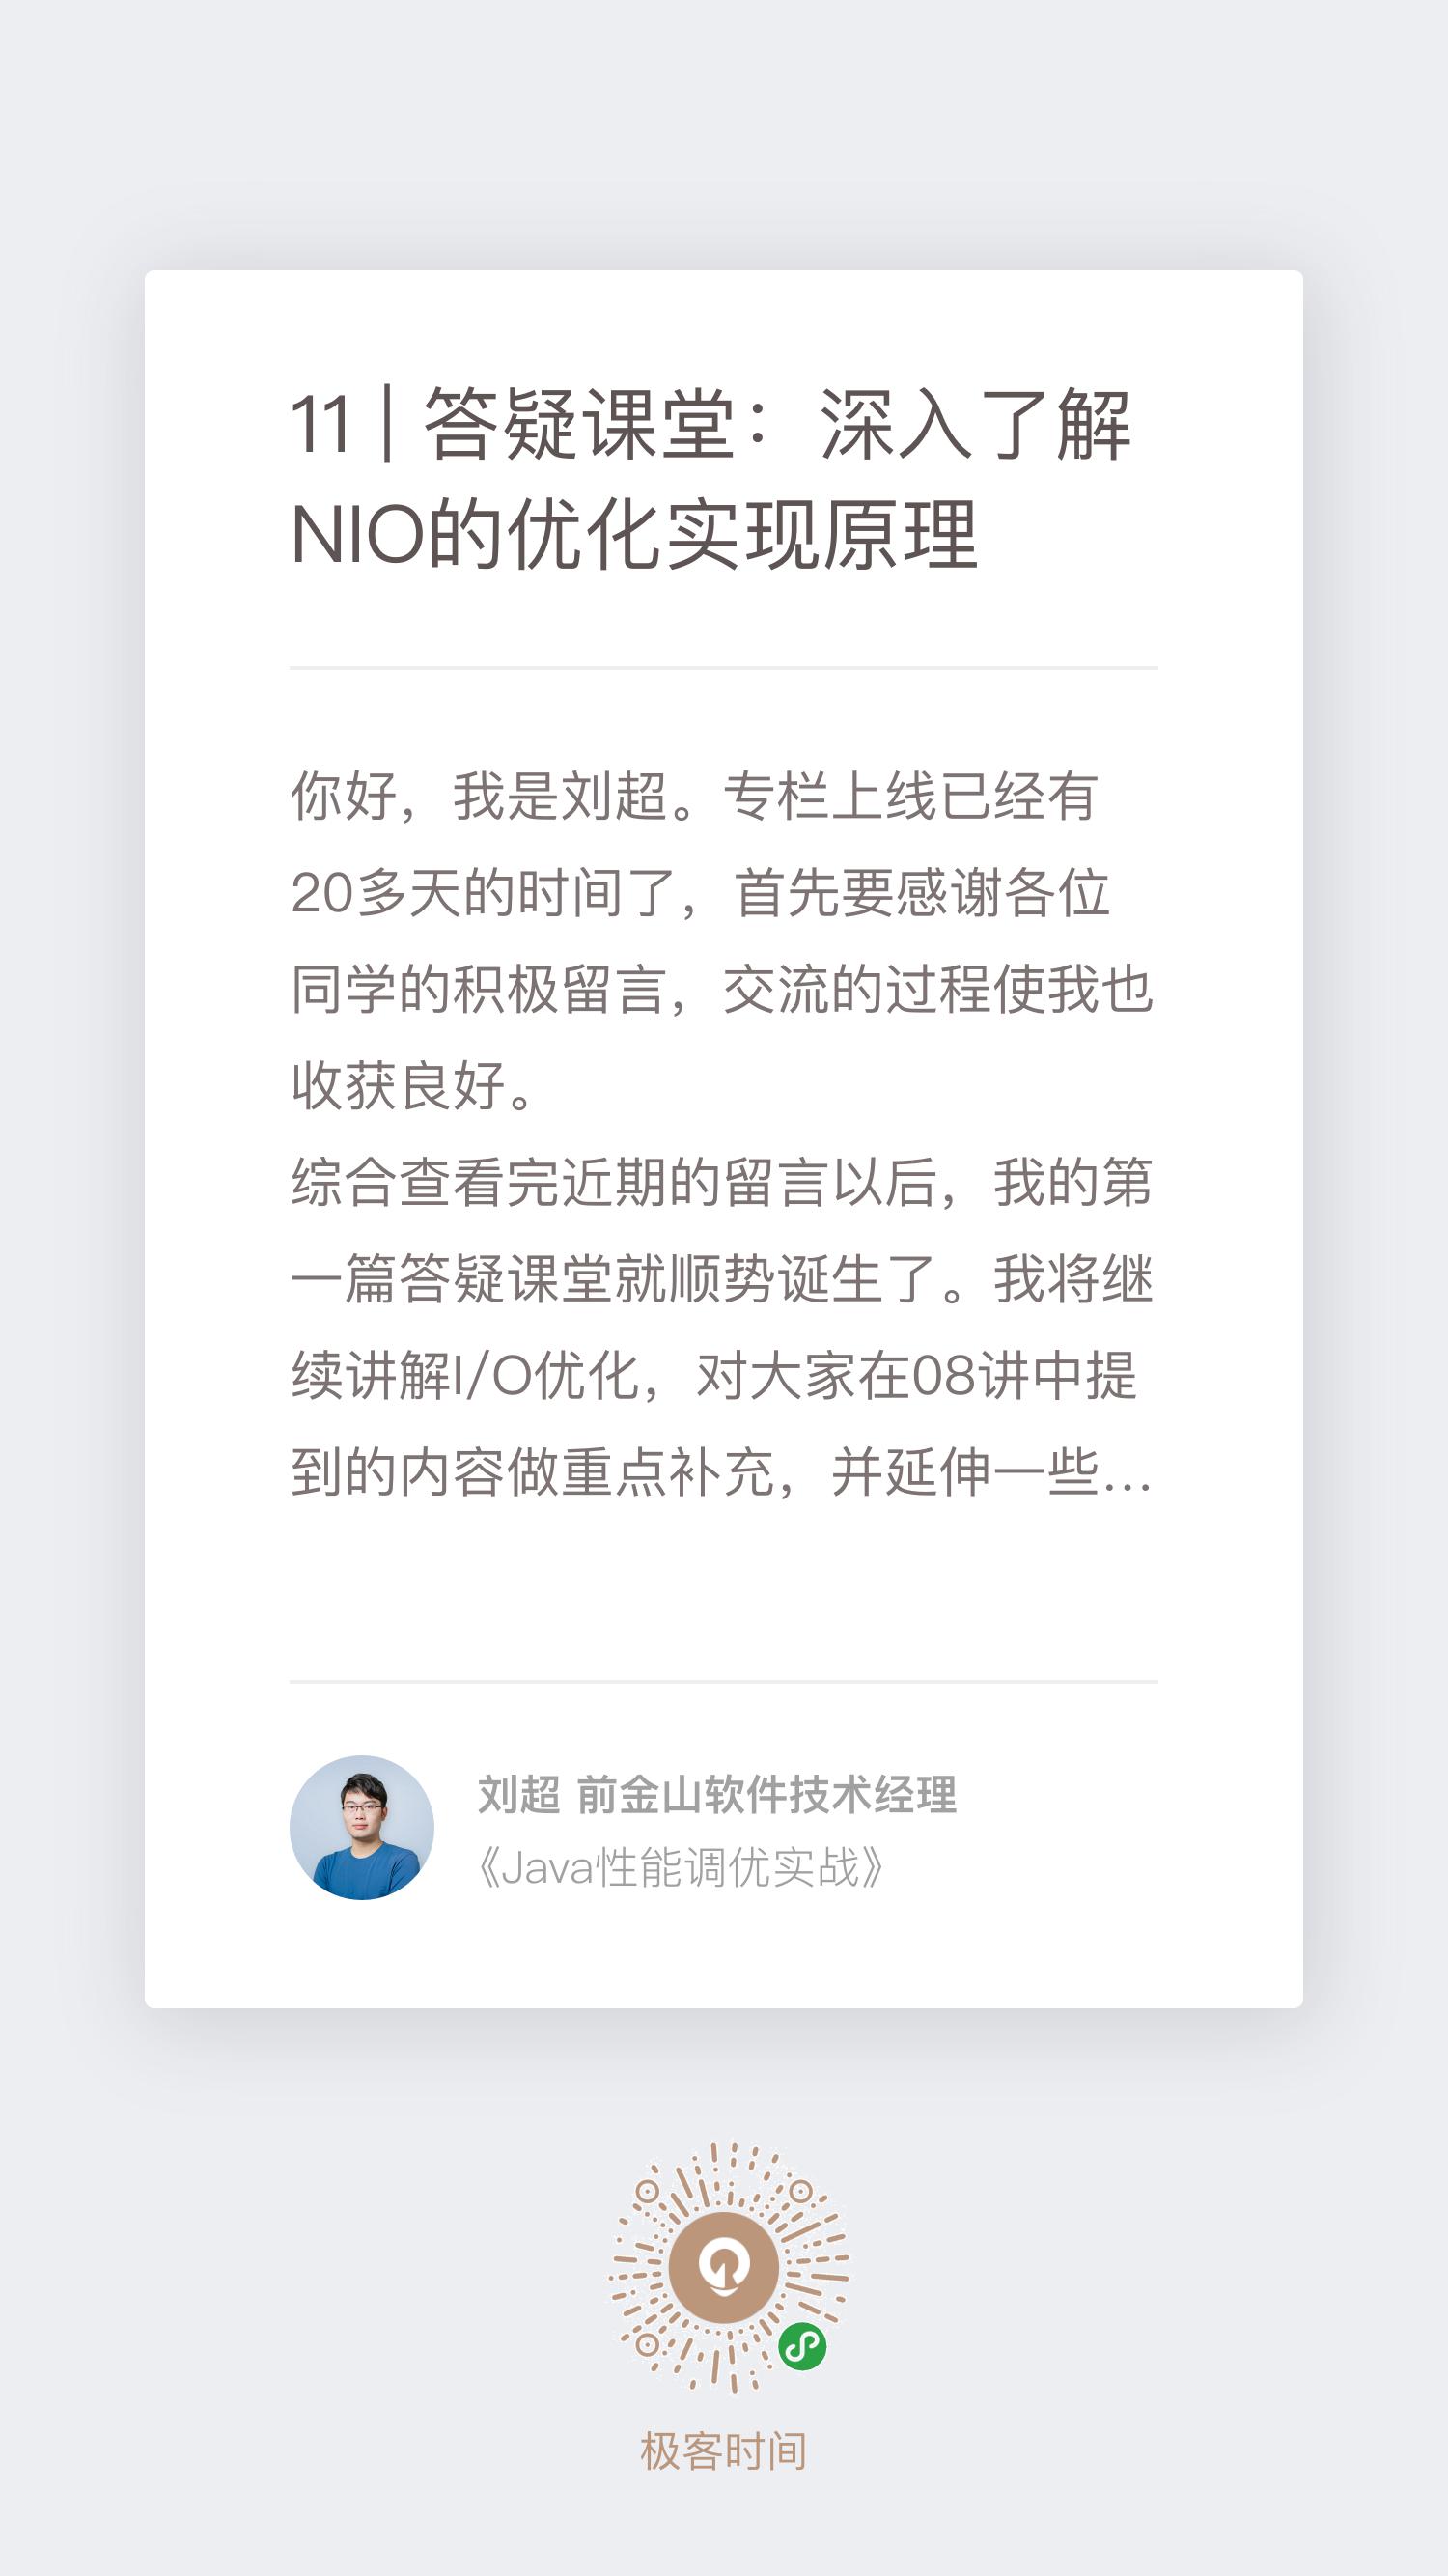 11 | 答疑课堂：深入了解
NIO的优化实现原理
你好，我是刘超。专栏上线已经有
20多天的时间了，首先要感谢各位
同学的积极留言，交流的过程使我也
收获良好。
综合查看完近期的留言以后，我的第
一篇答疑课堂就顺势诞生了。我将继
续讲解I/O优化，对大家在08讲中提
到的内容做重点补充，并延伸一些...
刘超 前金山软件技术经理
《Java性能调优实战》
极客时间